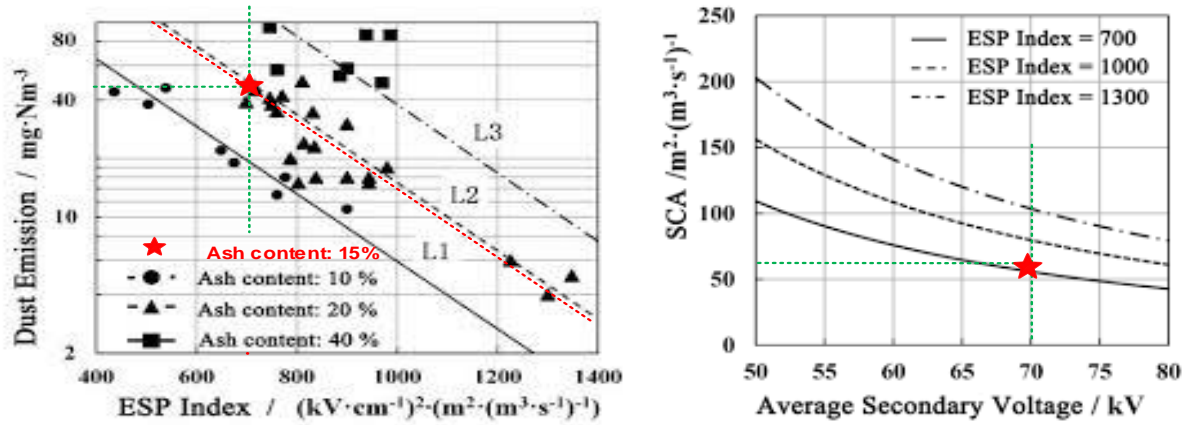 Dust Emission / mg·Nm⁻³
80
40
10
2
L3
L2
L1
Ash content: 15%
Ash content: 10 %
Ash content: 20 %
Ash content: 40 %
400 600 800 1000 1200 1400
ESP Index / (kV·cm⁻¹)²·(m²·(m³·s⁻¹)⁻¹)
SCA /m²·(m³·s⁻¹)⁻¹
250
200
150
100
50
0
ESP Index = 700
ESP Index = 1000
ESP Index = 1300
50 55 60 65 70 75 80
Average Secondary Voltage / kV